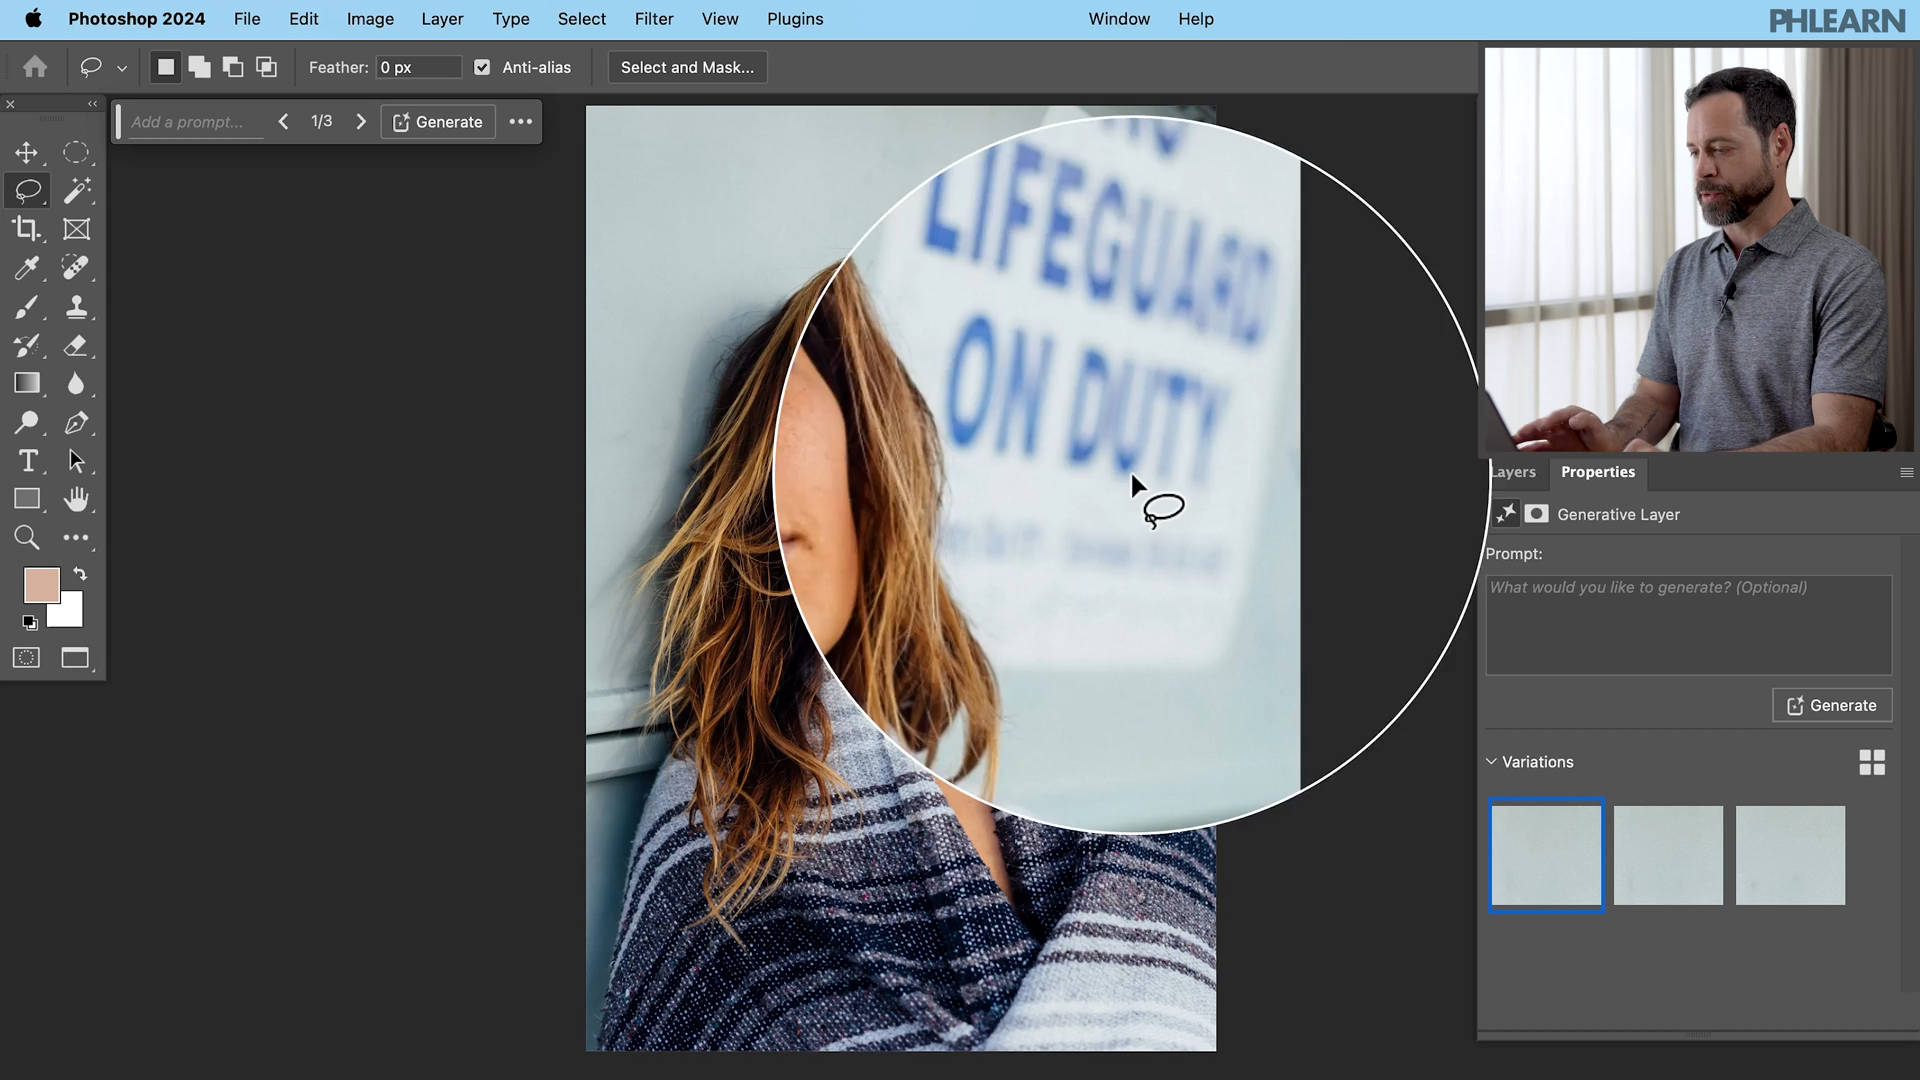 Photoshop 2024 File Edit Image Layer Type Select Filter View Plugins Window Help
PHLEARN
Feather: 0 px Anti-alias Select and Mask...
Add a prompt... 1/3 Generate
LIFEGUARD
ON DUTY
Layers Properties
Generative Layer
Prompt:
What would you like to generate? (Optional)
Generate
Variations